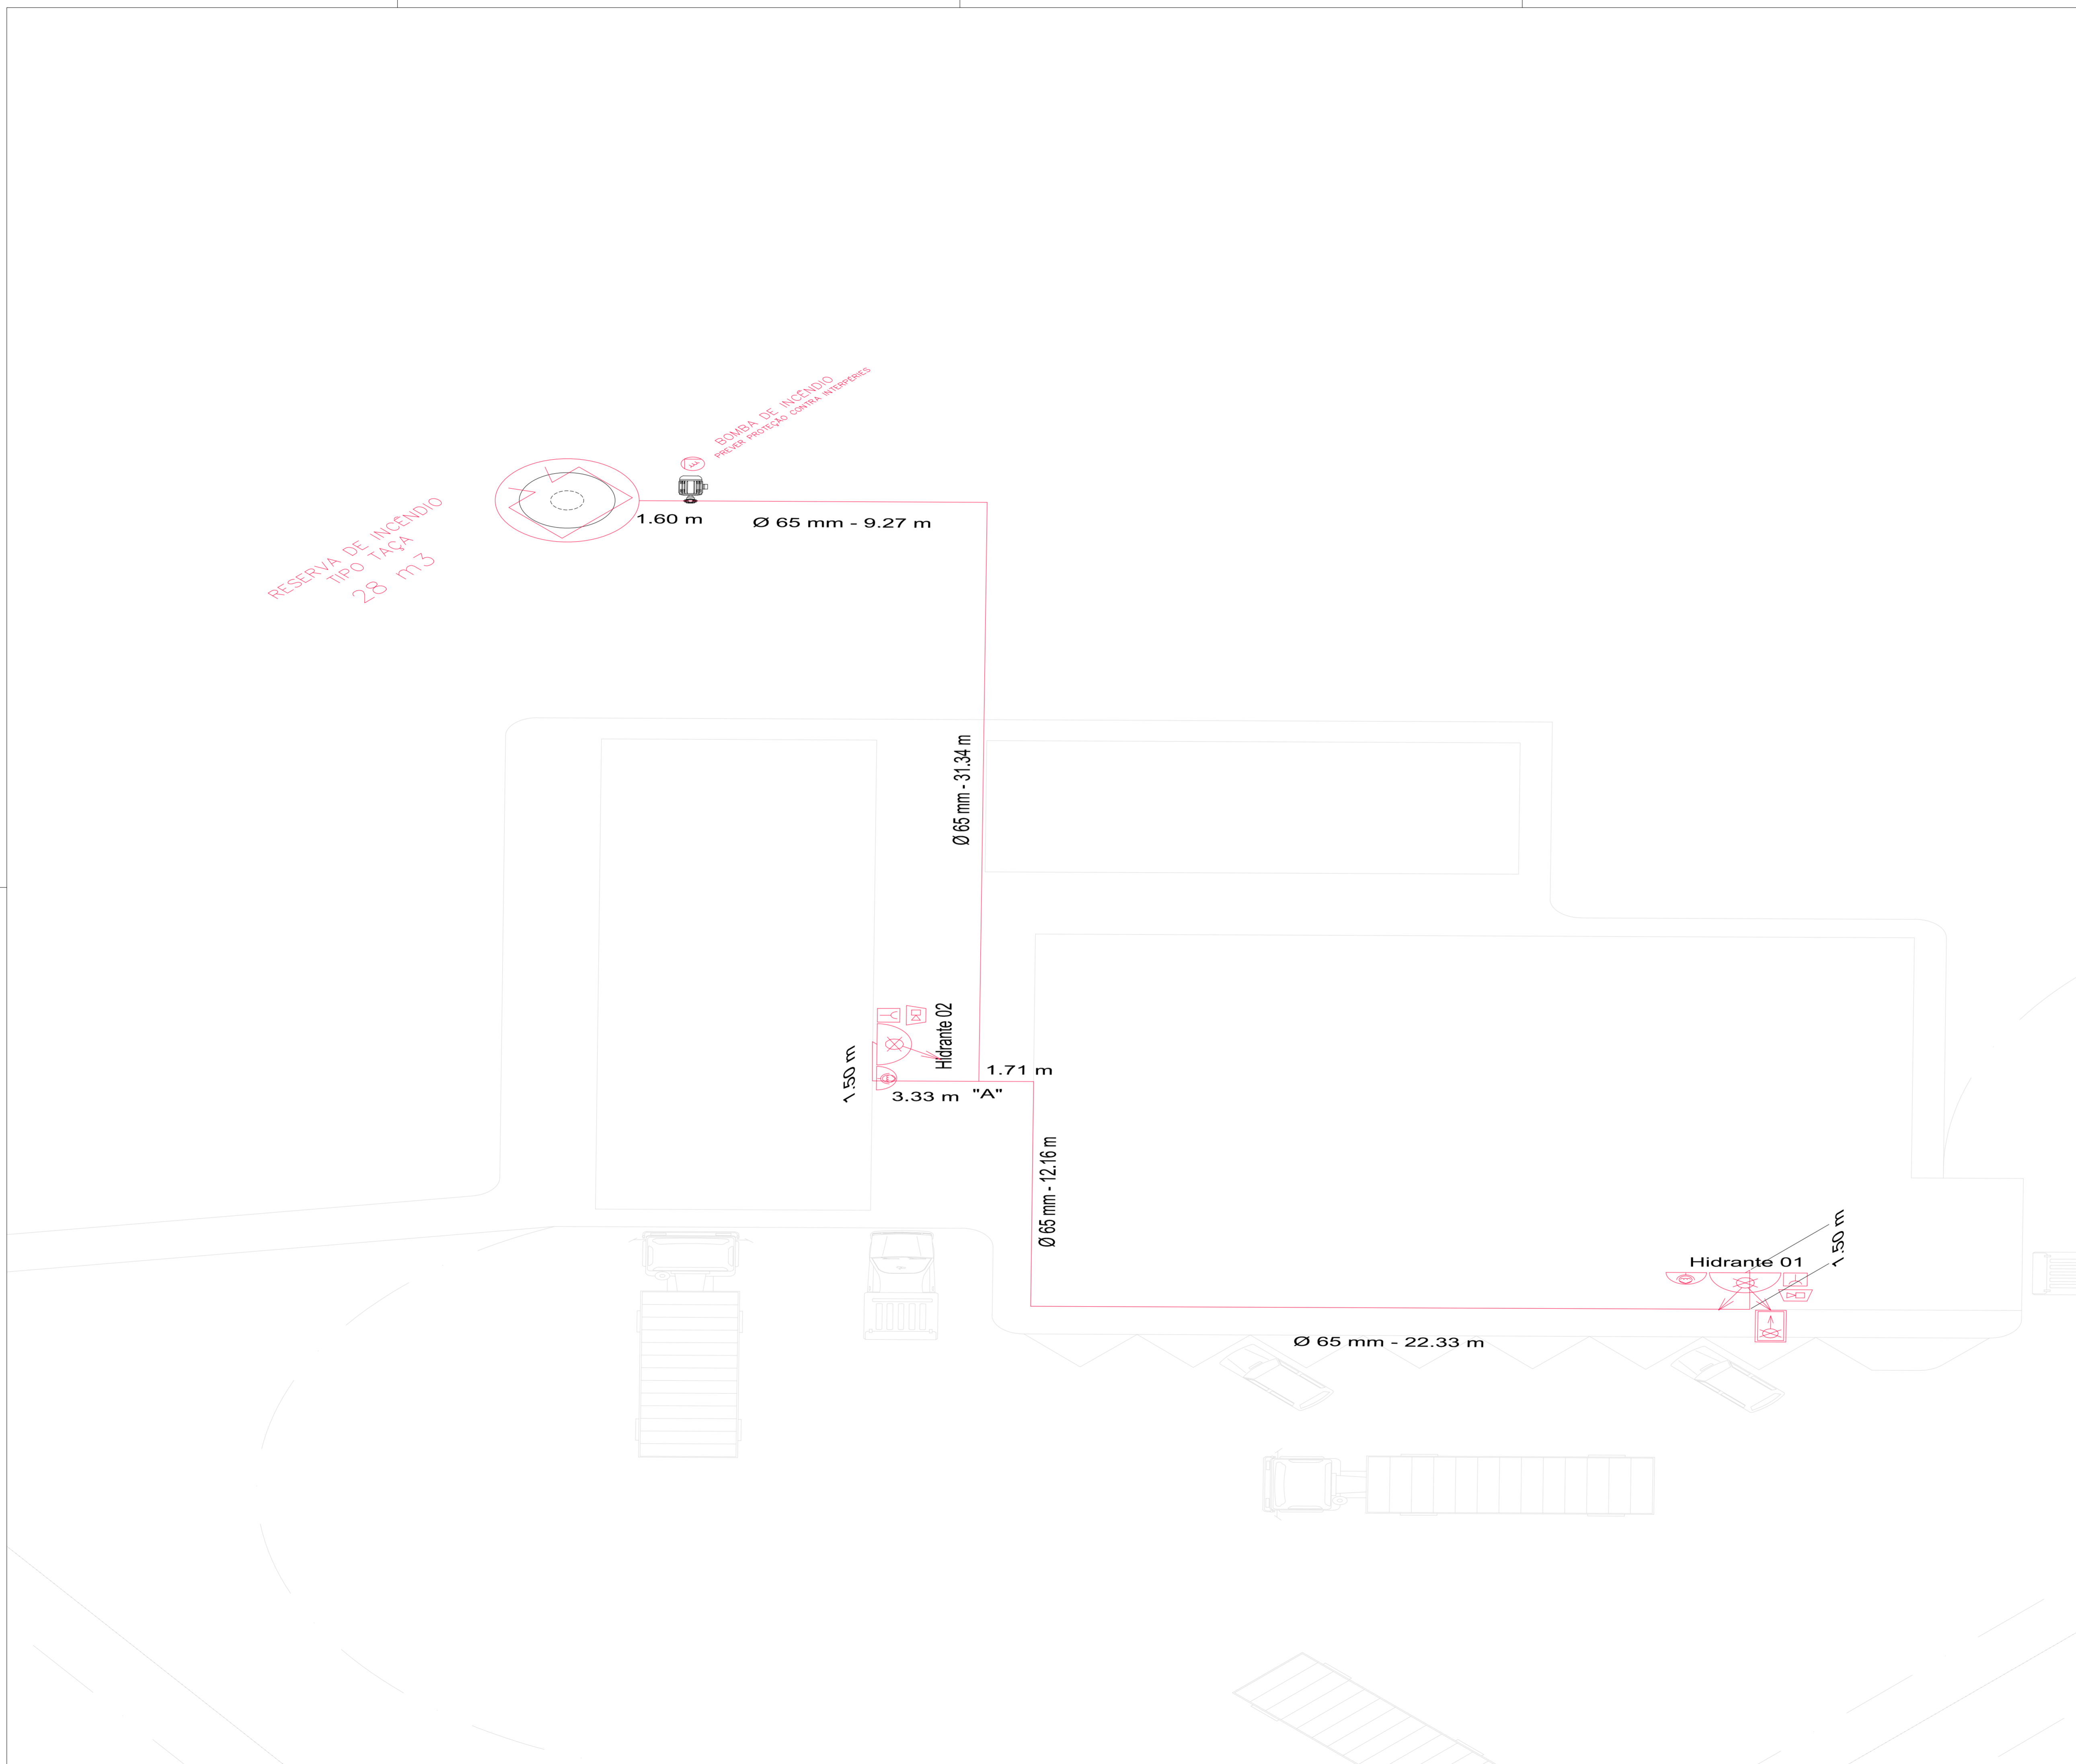 BOMBA DE INCÊNDIO
PREVER PROTEÇÃO CONTRA INTERPÉRIES
RESERVA DE INCÊNDIO
TIPO TAÇA
28 m3
1.60 m
Ø 65 mm - 9.27 m
Ø 65 mm - 31.34 m
Hidrante 02
1.50 m
1.71 m
3.33 m
"A"
Ø 65 mm - 12.16 m
Hidrante 01
1.50 m
Ø 65 mm - 22.33 m